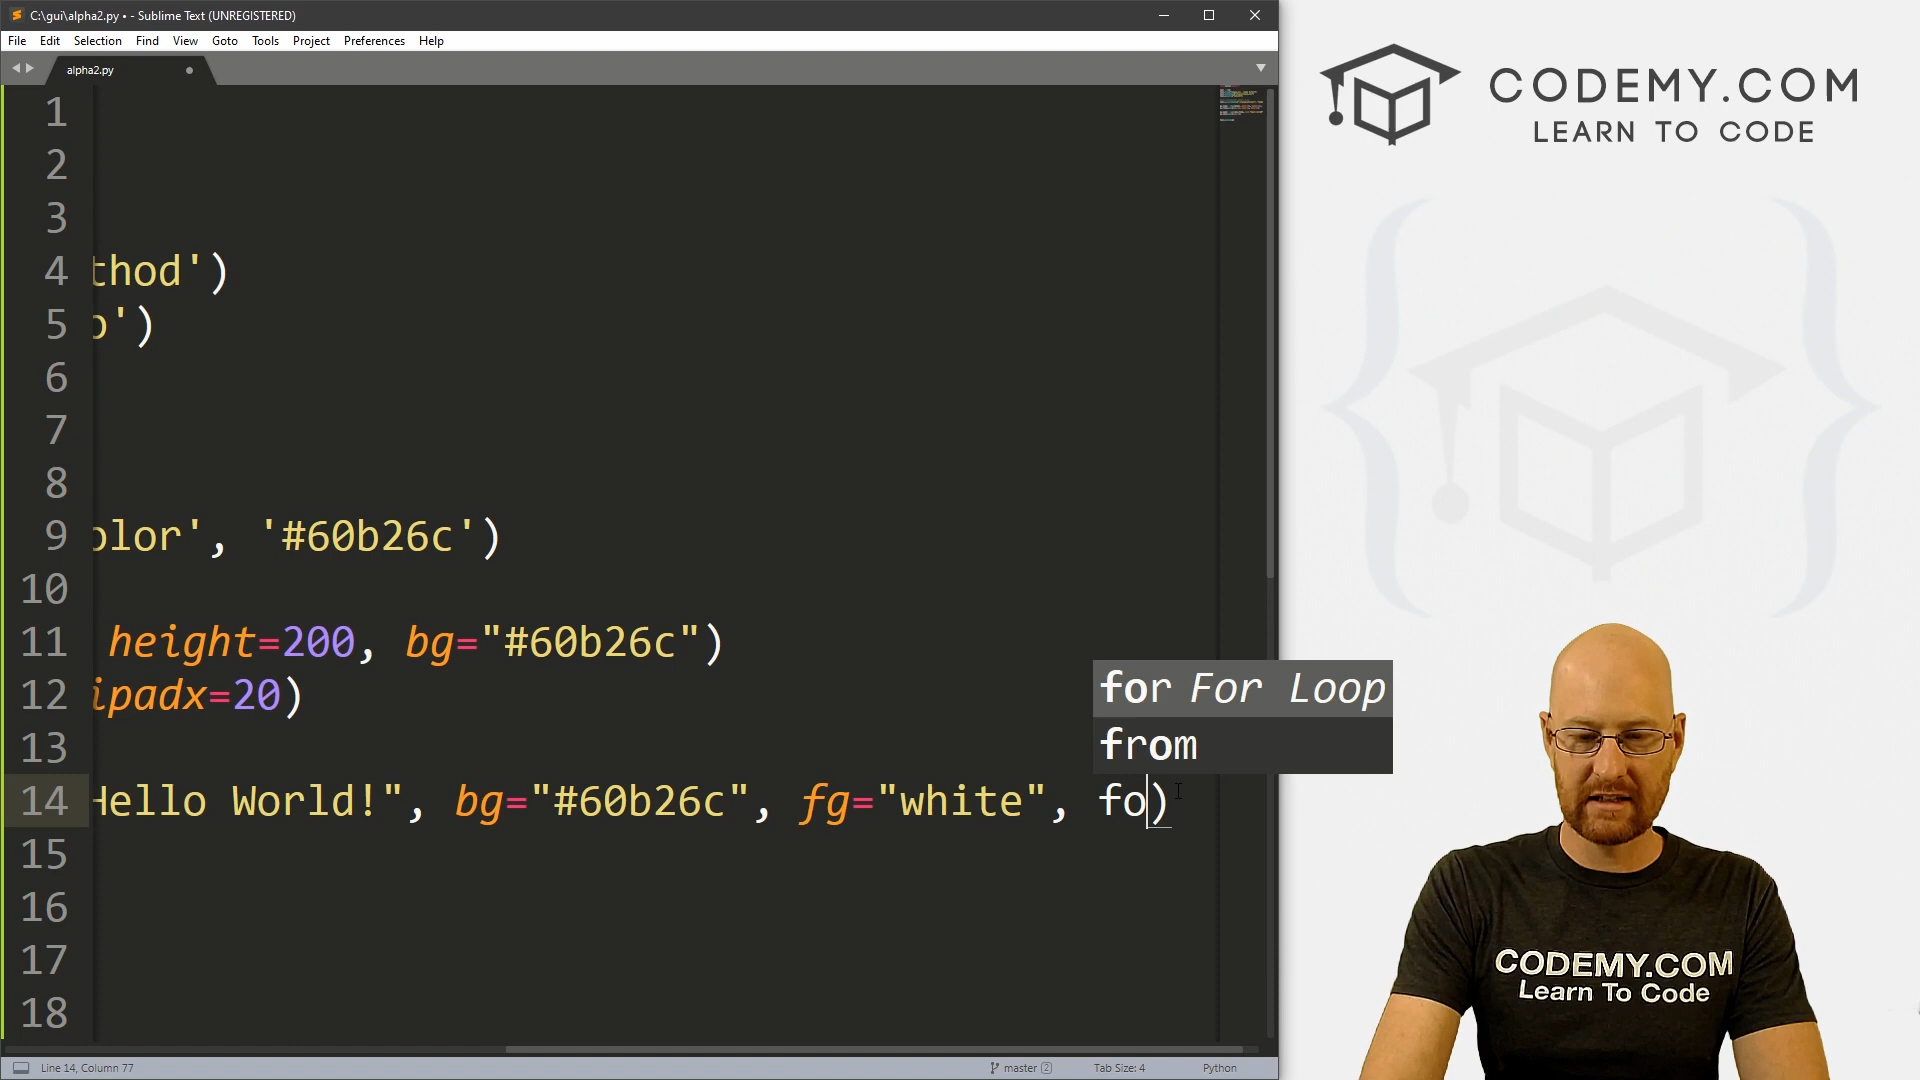 C:\gui\alpha2.py • - Sublime Text (UNREGISTERED)
File Edit Selection Find View Goto Tools Project Preferences Help
alpha2.py
1
2
3
4 thod')
5 o')
6
7
8
9 olor', '#60b26c')
10
11 height=200, bg="#60b26c")
12 ipadx=20)
13
14 Hello World!", bg="#60b26c", fg="white", fo)
15
16
17
18
for For Loop
from
Line 14, Column 77 master 2 Tab Size: 4 Python
CODEMY.COM
LEARN TO CODE
CODEMY.COM
Learn To Code